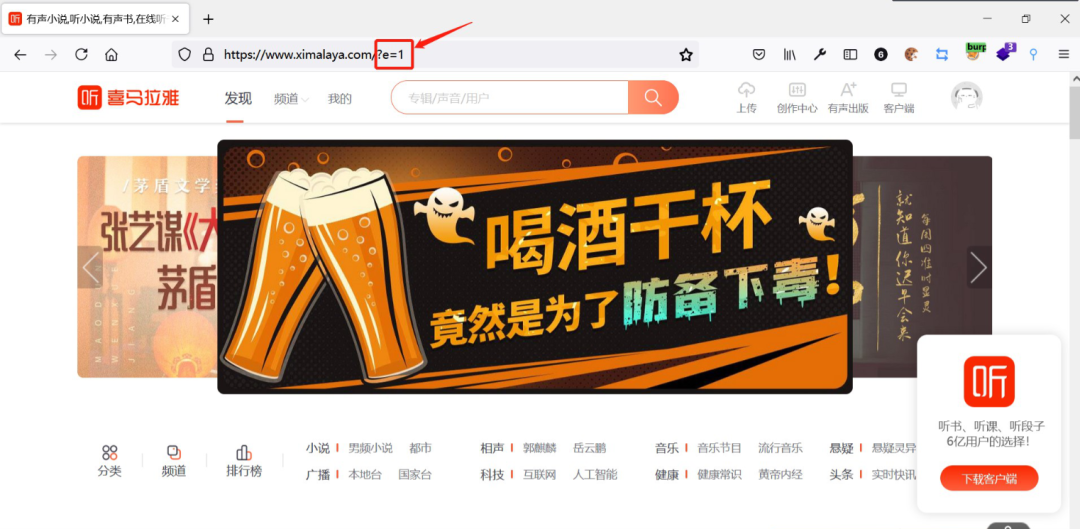 有声小说,听小说,有声书,在线听
https://www.ximalaya.com/?e=1
6
burp
3
听
喜马拉雅
发现
频道
我的
专辑/声音/用户
上传
创作中心
有声出版
客户端
/茅盾文学
张艺谋《大
茅盾
MAODU
WENXU
JIANG
喝酒干杯
竟然是为了防备下毒!
就知道你迟早会来
每周四准时显灵
听
听书、听课、听段子
6亿用户的选择!
下载客户端
分类
频道
排行榜
小说 男频小说 都市
相声 郭麒麟 岳云鹏
音乐 音乐节目 流行音乐
悬疑 悬疑灵异
广播 本地台 国家台
科技 互联网 人工智能
健康 健康常识 黄帝内经
头条 实时快讯